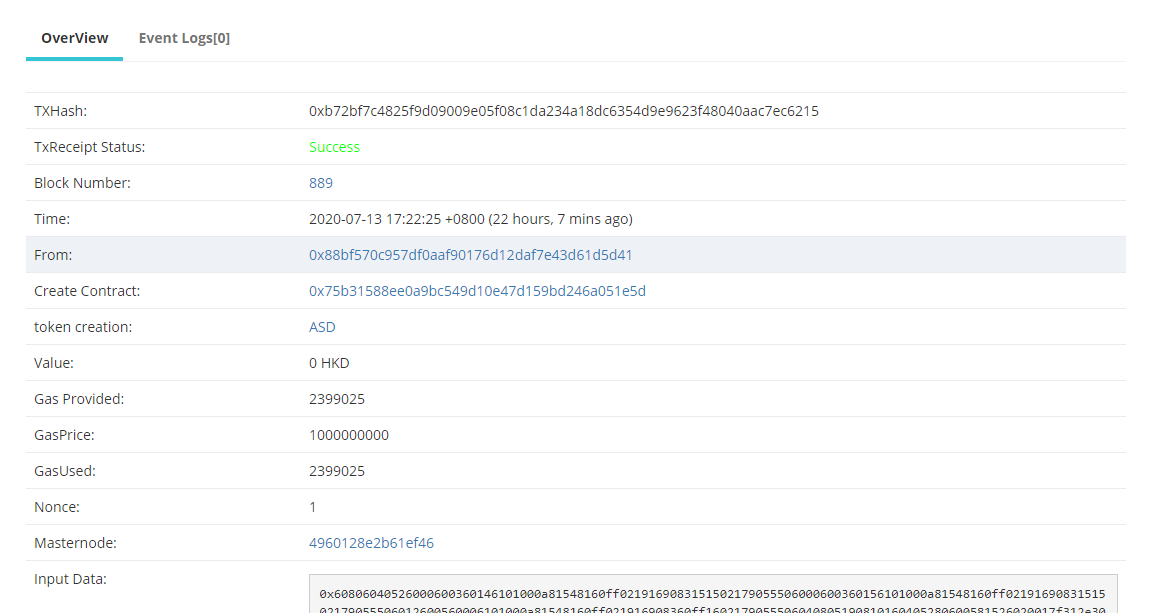 OverView Event Logs[0]
TXHash: 0xb72bf7c4825f9d09009e05f08c1da234a18dc6354d9e9623f48040aac7ec6215
TxReceipt Status: Success
Block Number: 889
Time: 2020-07-13 17:22:25 +0800 (22 hours, 7 mins ago)
From: 0x88bf570c957df0aaf90176d12daf7e43d61d5d41
Create Contract: 0x75b31588ee0a9bc549d10e47d159bd246a051e5d
token creation: ASD
Value: 0 HKD
Gas Provided: 2399025
GasPrice: 1000000000
GasUsed: 2399025
Nonce: 1
Masternode: 4960128e2b61ef46
Input Data: 0x60806040526000600360146101000a81548160ff02191690831515021790555060006003601561010​00a81548160ff02191690831515